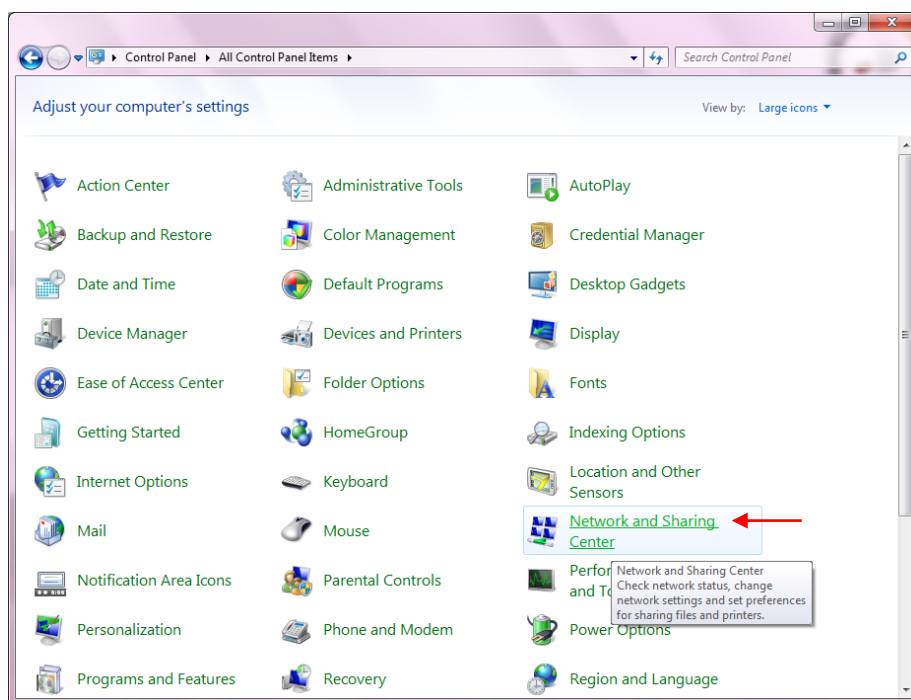 Control Panel All Control Panel Items Search Control Panel
Adjust your computer's settings View by: Large icons
Action Center Administrative Tools AutoPlay
Backup and Restore Color Management Credential Manager
Date and Time Default Programs Desktop Gadgets
Device Manager Devices and Printers Display
Ease of Access Center Folder Options Fonts
Getting Started HomeGroup Indexing Options
Internet Options Keyboard Location and Other
Sensors
Mail Mouse Network and Sharing
Center
Notification Area Icons Parental Controls Perfor
and To
Network and Sharing Center
Check network status, change
network settings and set preferences
for sharing files and printers.
Personalization Phone and Modem Power Options
Programs and Features Recovery Region and Language